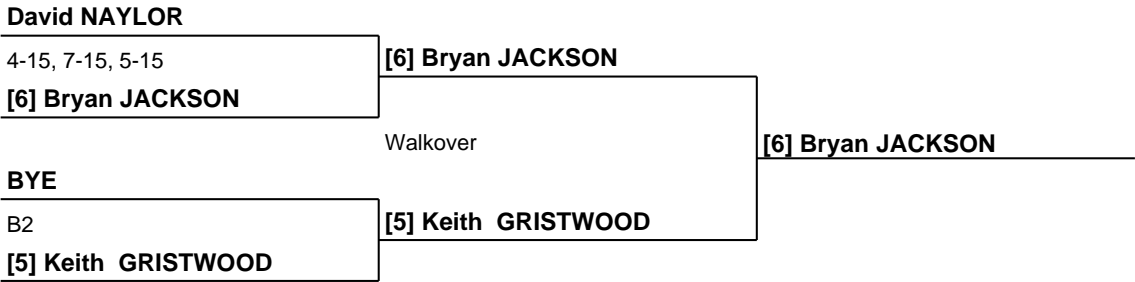 David NAYLOR
4-15, 7-15, 5-15
[6] Bryan JACKSON
[6] Bryan JACKSON
Walkover
[6] Bryan JACKSON
BYE
B2
[5] Keith  GRISTWOOD
[5] Keith  GRISTWOOD